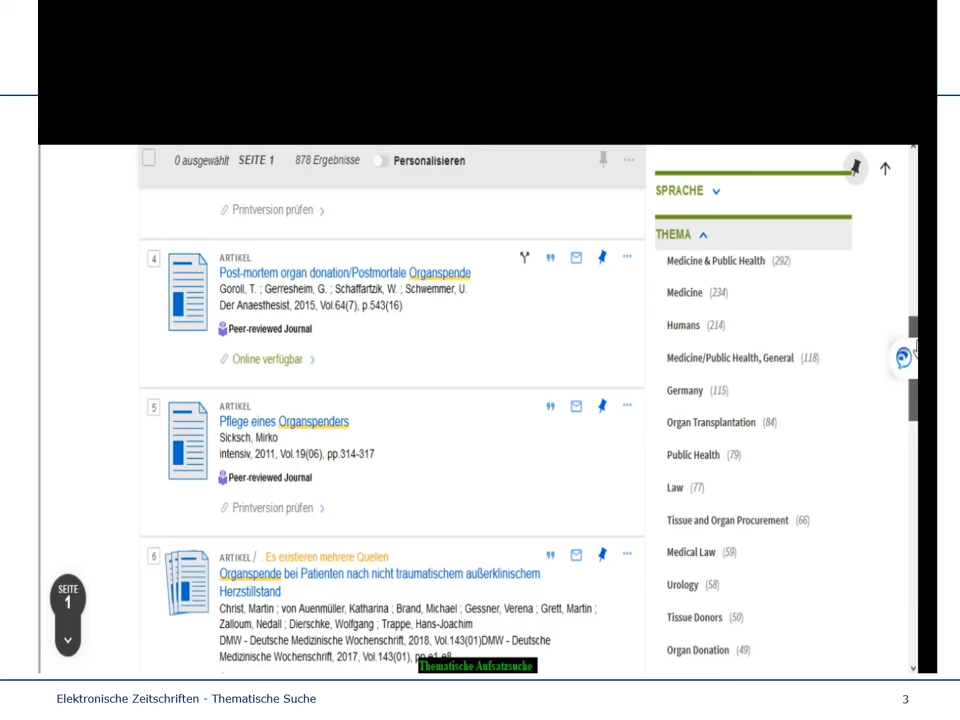 0 ausgewählt SEITE 1 878 Ergebnisse Personalisieren
Printversion prüfen
4
ARTIKEL
Post-mortem organ donation/Postmortale Organspende
Goroll, T. ; Gerresheim, G. ; Schaffartzik, W. ; Schwemmer, U.
Der Anaesthesist, 2015, Vol.64(7), p.543(16)
Peer-reviewed Journal
Online verfügbar
5
ARTIKEL
Pflege eines Organspenders
Sicksch, Mirko
intensiv, 2011, Vol.19(06), pp.314-317
Peer-reviewed Journal
Printversion prüfen
6
ARTIKEL / . Es existieren mehrere Quellen
Organspende bei Patienten nach nicht traumatischem außerklinischem
Herzstillstand
Christ, Martin ; von Auenmüller, Katharina ; Brand, Michael ; Gessner, Verena ; Grett, Martin ;
Zalloum, Nedall ; Dierschke, Wolfgang ; Trappe, Hans-Joachim
DMW - Deutsche Medizinische Wochenschrift, 2018, Vol.143(01)DMW - Deutsche
Medizinische Wochenschrift, 2017, Vol.143(01),
Thematische Aufsatzsuche
SEITE
1
SPRACHE
THEMA
Medicine & Public Health (292)
Medicine (234)
Humans (214)
Medicine/Public Health, General (118)
Germany (115)
Organ Transplantation (84)
Public Health (79)
Law (77)
Tissue and Organ Procurement (66)
Medical Law (59)
Urology (58)
Tissue Donors (50)
Organ Donation (49)
Elektronische Zeitschriften - Thematische Suche
3